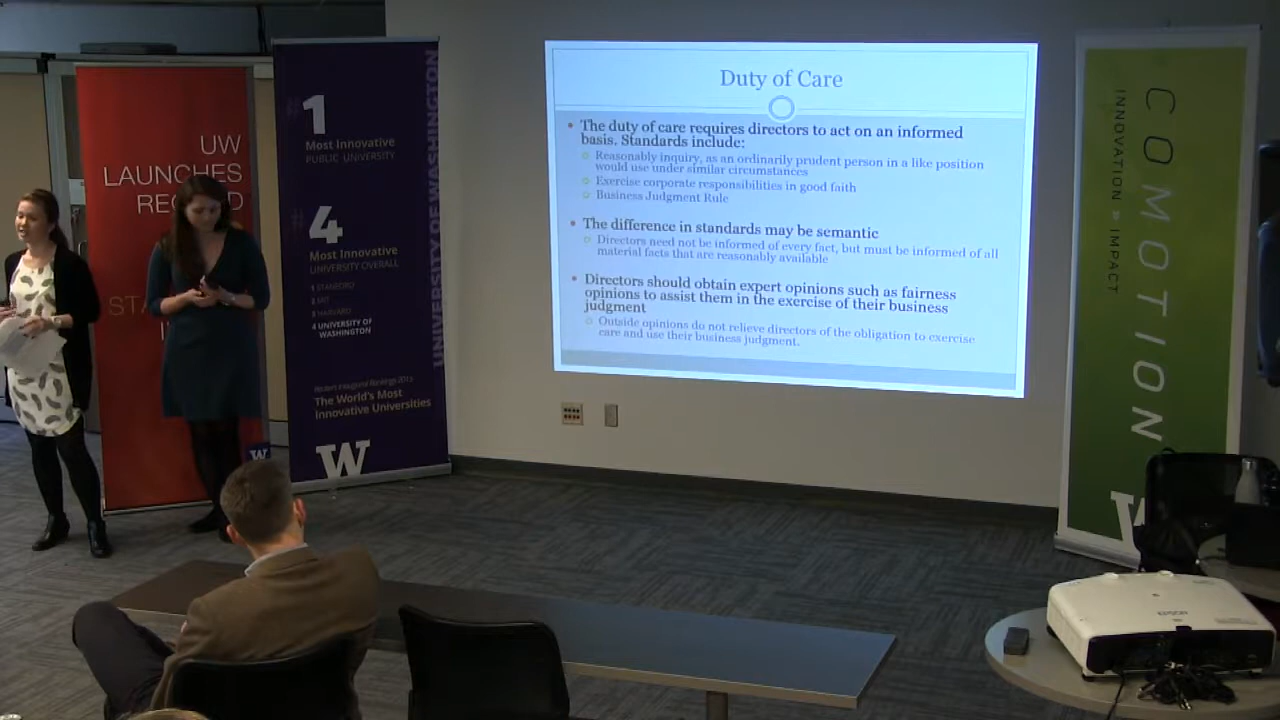 UW
LAUNCHES
#1
Most Innovative
PUBLIC UNIVERSITY
#4
Most Innovative
UNIVERSITY OVERALL
1 STANFORD
2 MIT
3 HARVARD
4 UNIVERSITY OF
WASHINGTON
Reuters Inaugural Rankings 2015
The World's Most
Innovative Universities
W
W
UNIVERSITY OF WASHINGTON
Duty of Care
• The duty of care requires directors to act on an informed
basis. Standards include:
Reasonably inquiry, as an ordinarily prudent person in a like position
would use under similar circumstances
Exercise corporate responsibilities in good faith
Business Judgment Rule
• The difference in standards may be semantic
Directors need not be informed of every fact, but must be informed of all
material facts that are reasonably available
• Directors should obtain expert opinions such as fairness
opinions to assist them in the exercise of their business
judgment
Outside opinions do not relieve directors of the obligation to exercise
care and use their business judgment.
COMOTION
INNOVATION » IMPACT
W
EPSON